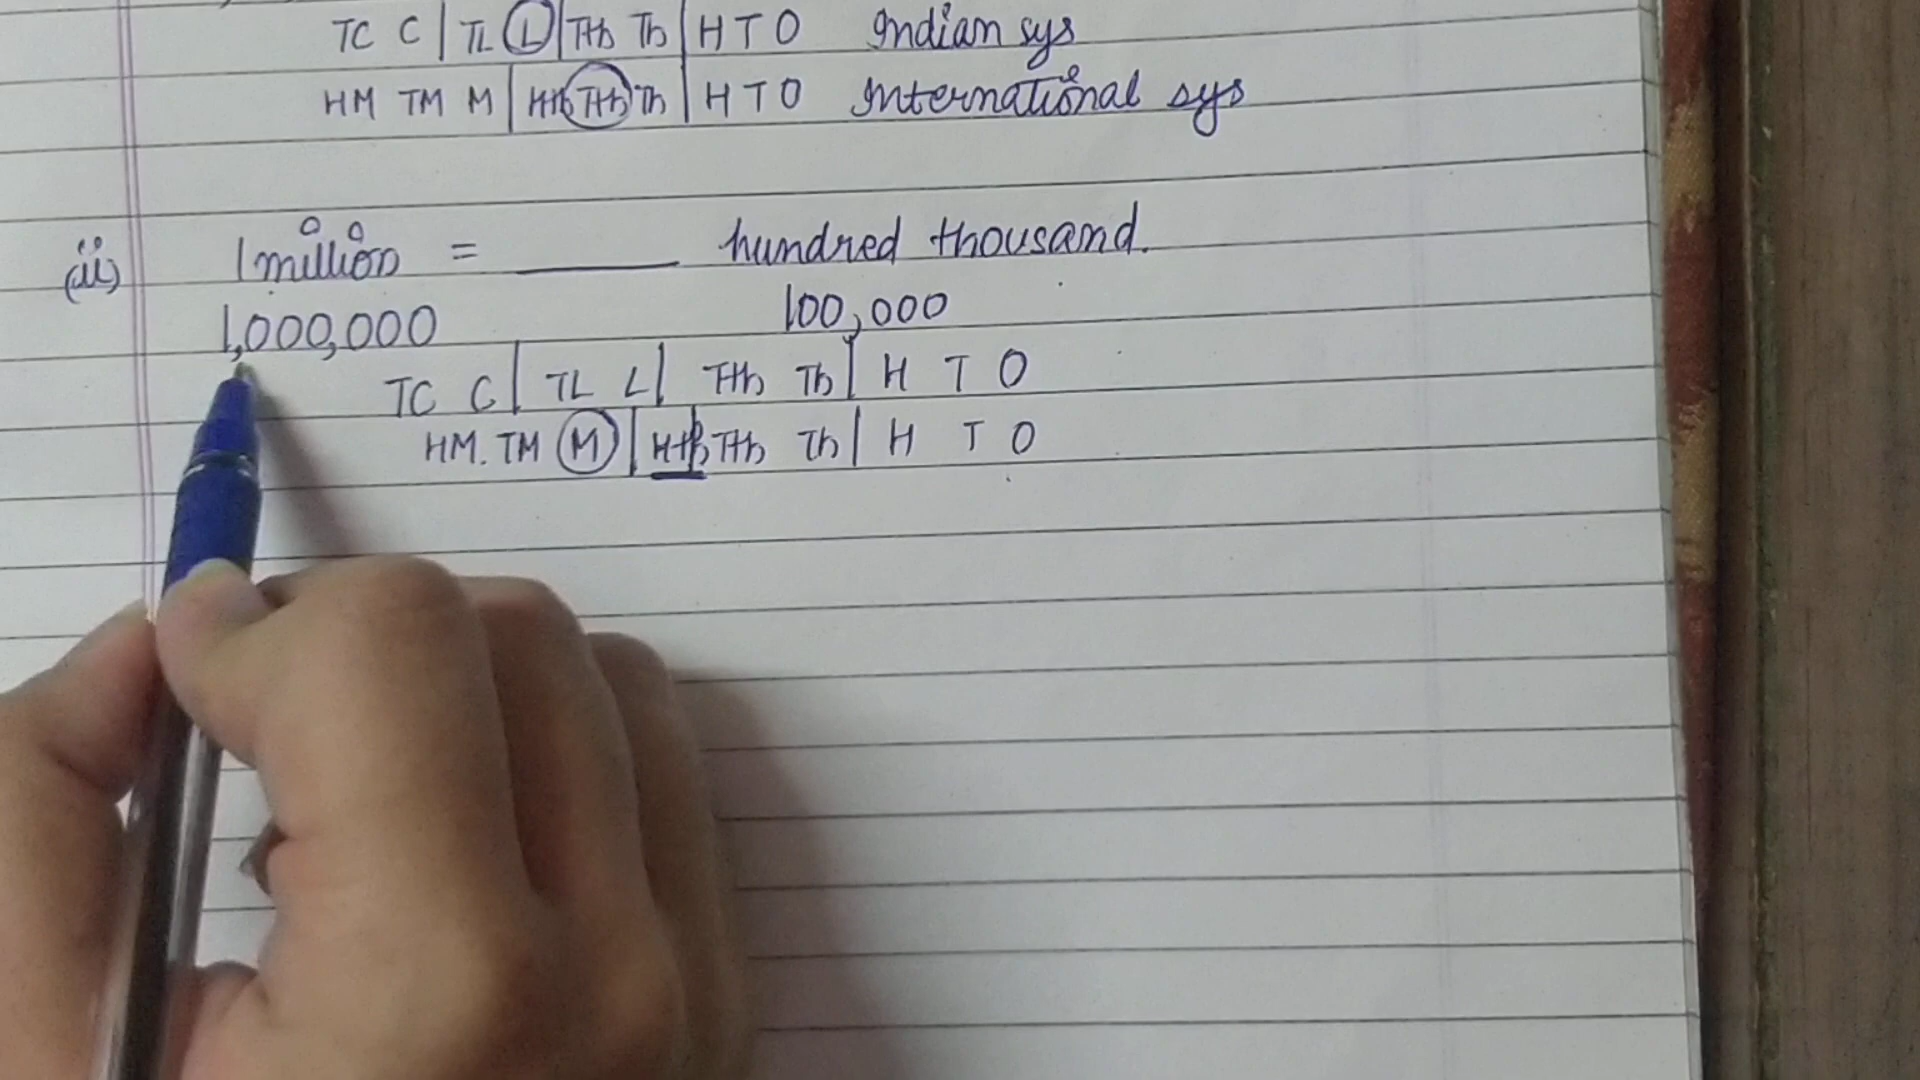 TC C | TL L | TTh Th | H T O Indian sys
HM TM M | HTh TTh Th | H T O International sys
(ii) 1 million = ______ hundred thousand.
1,000,000 100,000
TC C | TL L | TTh Th | H T O
HM. TM M | HTh TTh Th | H T O